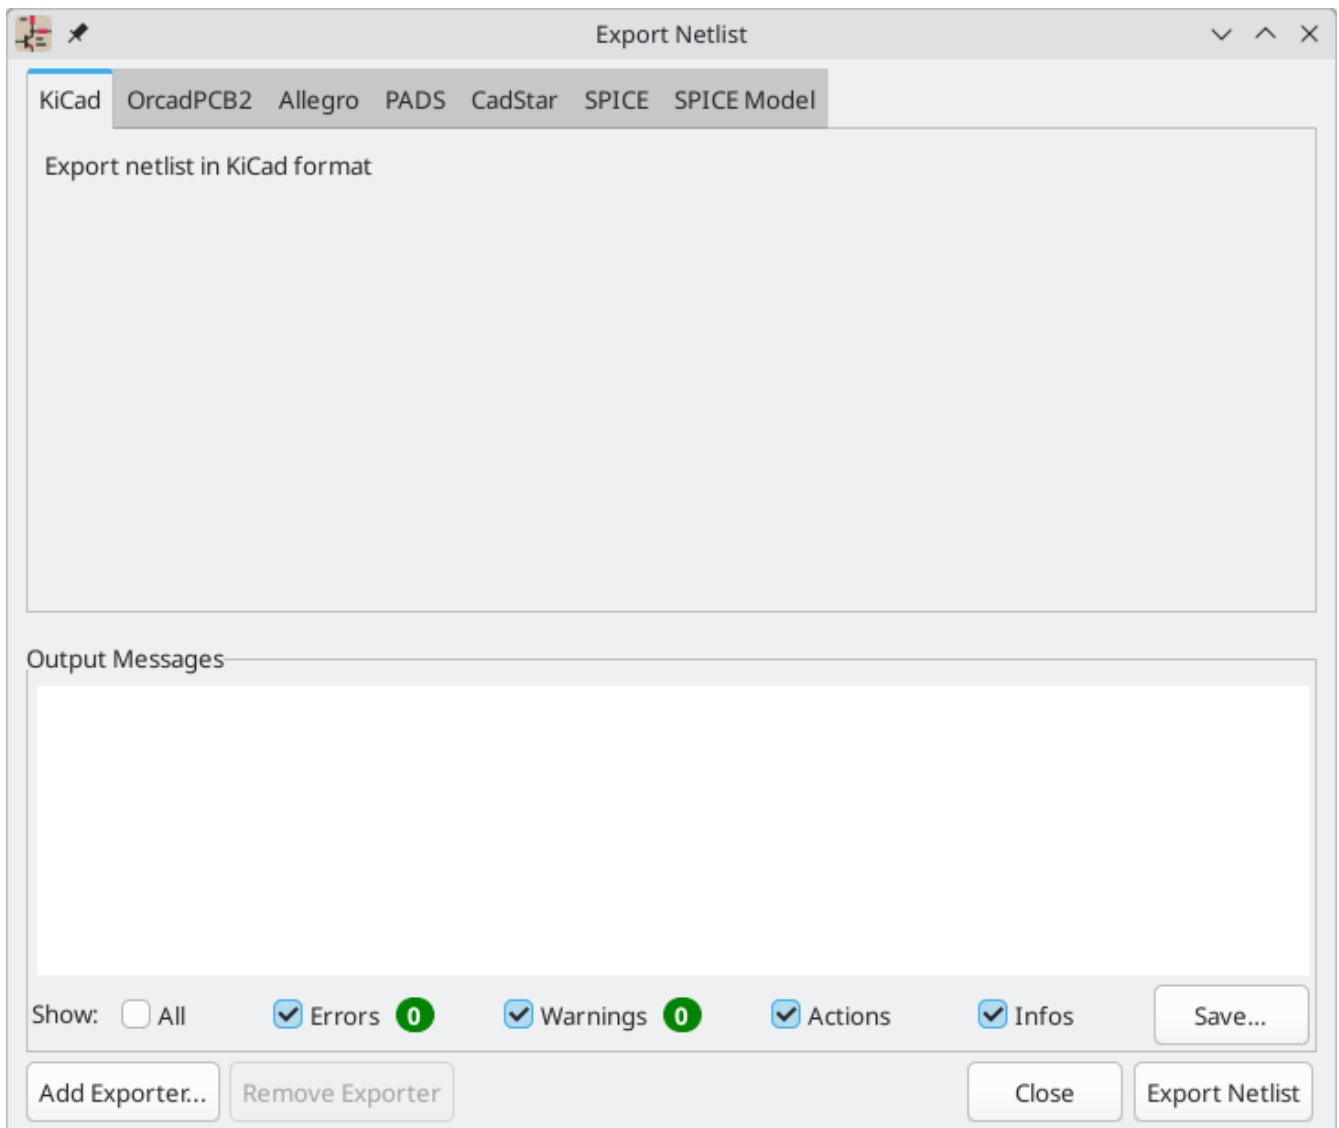 Export Netlist
KiCad OrcadPCB2 Allegro PADS CadStar SPICE SPICE Model
Export netlist in KiCad format
Output Messages
Show: All Errors 0 Warnings 0 Actions Infos Save...
Add Exporter... Remove Exporter Close Export Netlist